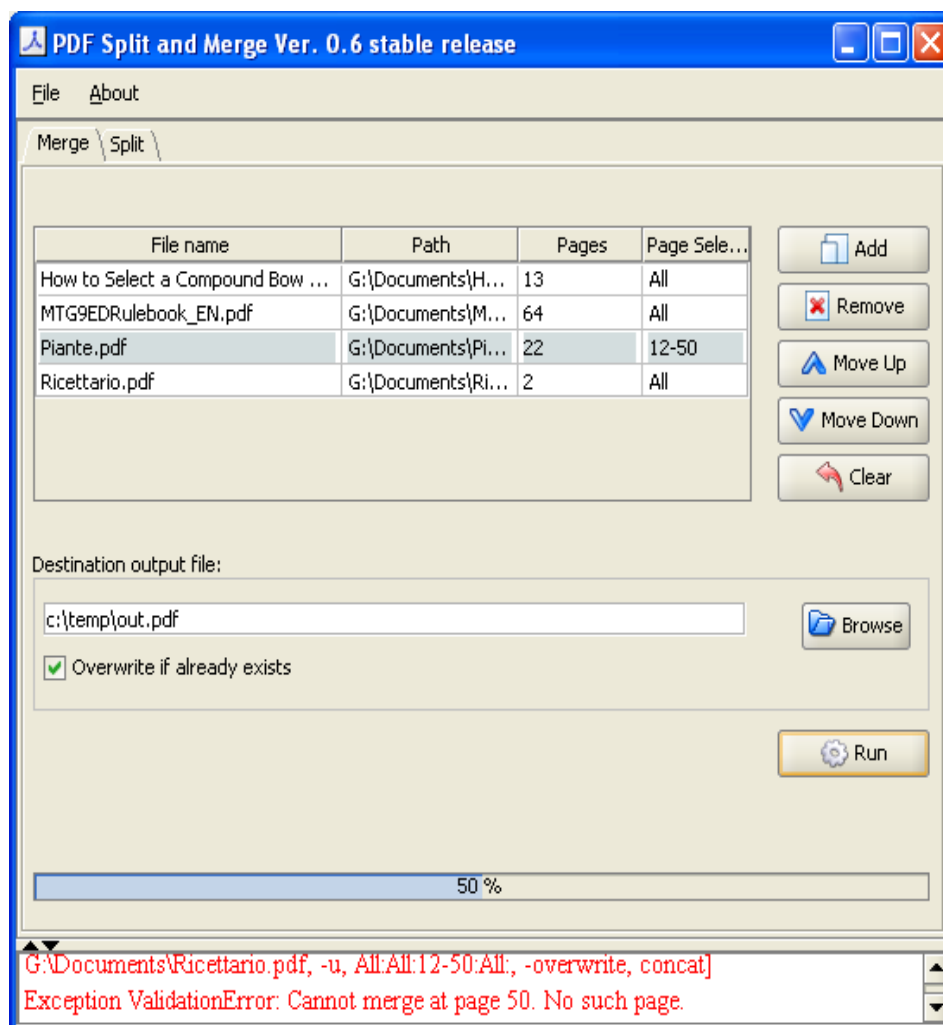 PDF Split and Merge Ver. 0.6 stable release
File About
Merge Split
File name Path Pages Page Sele...
How to Select a Compound Bow ... G:\Documents\H... 13 All
MTG9EDRulebook_EN.pdf G:\Documents\M... 64 All
Piante.pdf G:\Documents\Pi... 22 12-50
Ricettario.pdf G:\Documents\Ri... 2 All
Add
Remove
Move Up
Move Down
Clear
Destination output file:
c:\temp\out.pdf
Browse
Overwrite if already exists
Run
50 %
G:\Documents\Ricettario.pdf, -u, All:All:12-50:All:, -overwrite, concat]
Exception ValidationError: Cannot merge at page 50. No such page.